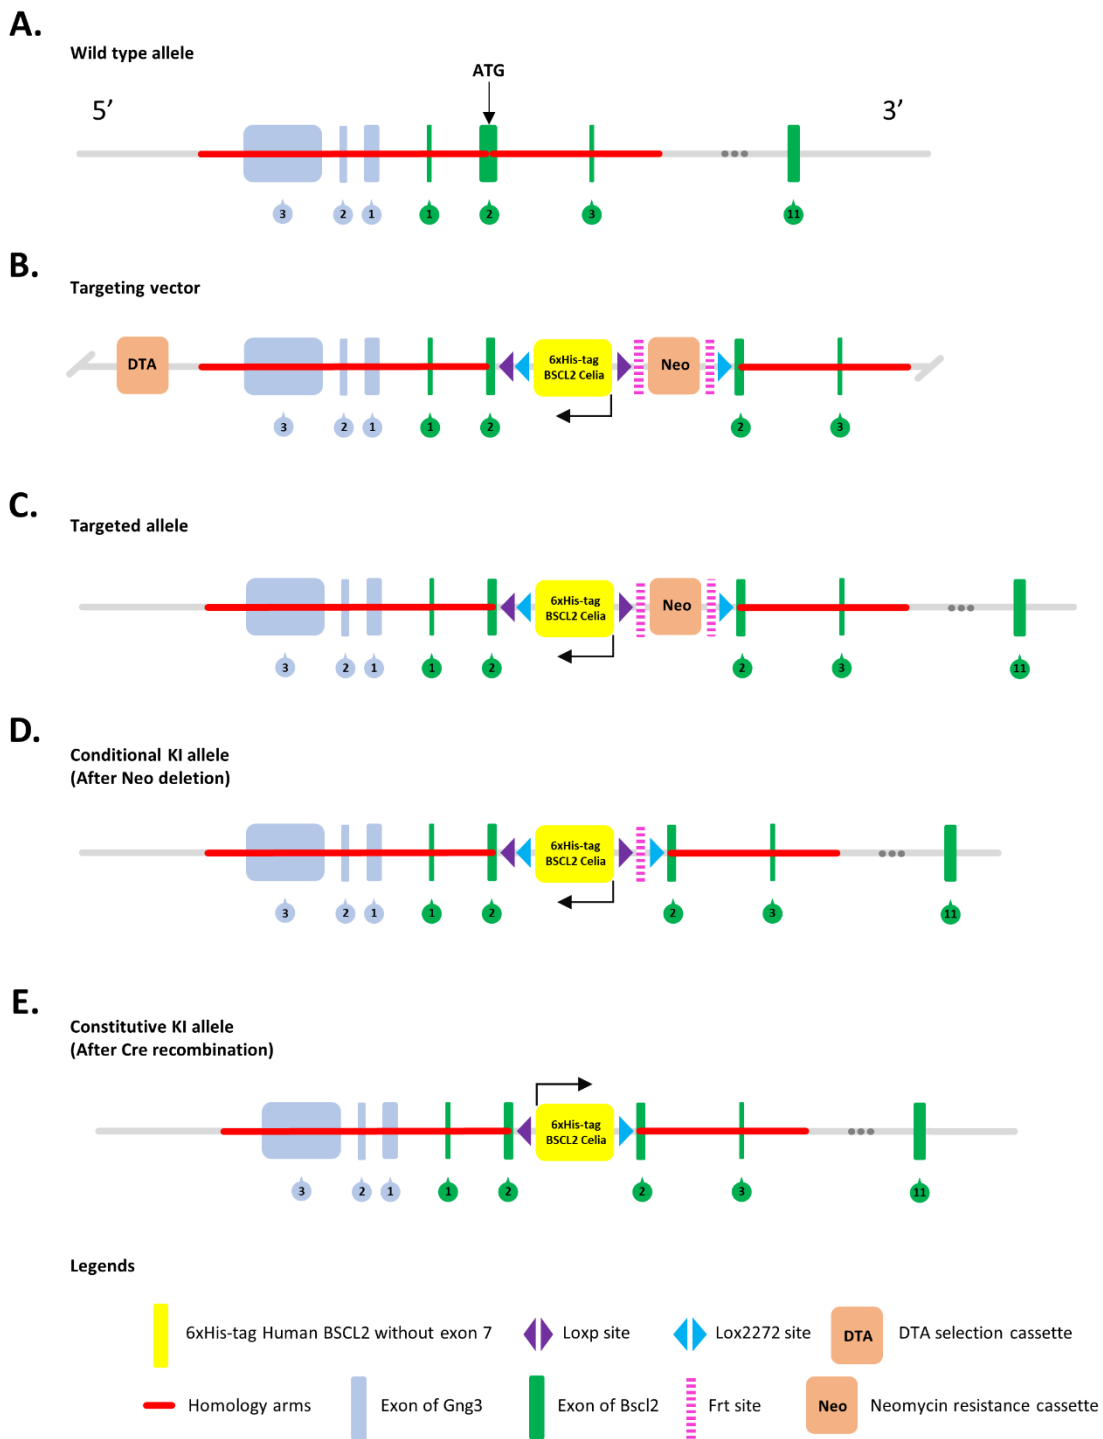 A.
Wild type allele
ATG
5’
3’
3 2 1 1 2 3 11
B.
Targeting vector
DTA
6xHis-tag
BSCL2 Celia
Neo
3 2 1 1 2 2 3
C.
Targeted allele
6xHis-tag
BSCL2 Celia
Neo
3 2 1 1 2 2 3 11
D.
Conditional KI allele
(After Neo deletion)
6xHis-tag
BSCL2 Celia
3 2 1 1 2 2 3 11
E.
Constitutive KI allele
(After Cre recombination)
6xHis-tag
BSCL2 Celia
3 2 1 1 2 2 3 11
Legends
6xHis-tag Human BSCL2 without exon 7
Loxp site
Lox2272 site
DTA
DTA selection cassette
Homology arms
Exon of Gng3
Exon of Bscl2
Frt site
Neo
Neomycin resistance cassette